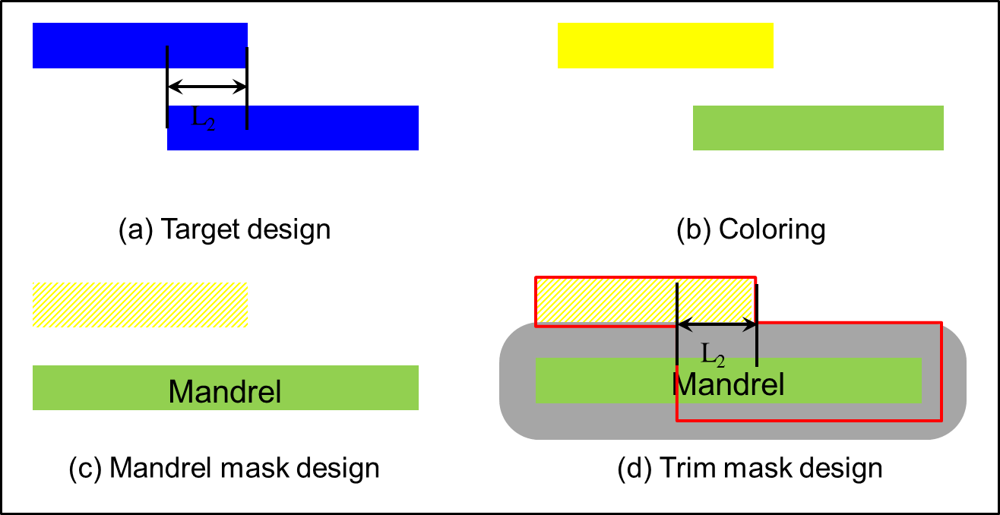 L2
(a) Target design
(b) Coloring
Mandrel
(c) Mandrel mask design
L2
Mandrel
(d) Trim mask design